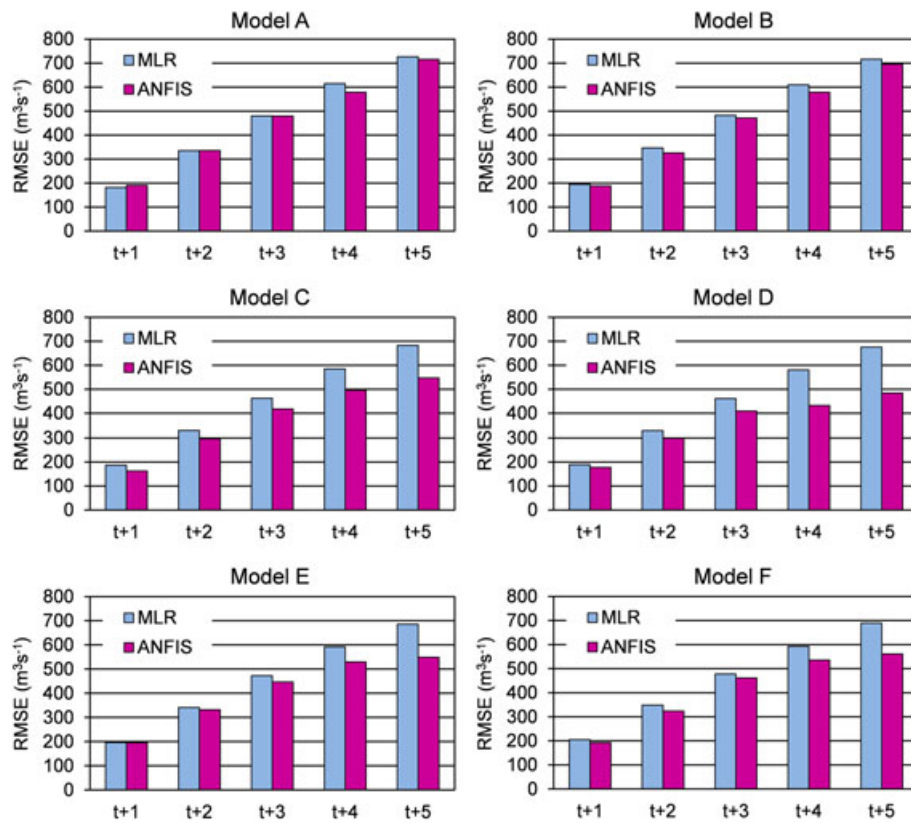 Model A
RMSE (m³s⁻¹)
800
700
600
500
400
300
200
100
0
MLR
ANFIS
t+1 t+2 t+3 t+4 t+5
Model B
RMSE (m³s⁻¹)
800
700
600
500
400
300
200
100
0
MLR
ANFIS
t+1 t+2 t+3 t+4 t+5
Model C
RMSE (m³s⁻¹)
800
700
600
500
400
300
200
100
0
MLR
ANFIS
t+1 t+2 t+3 t+4 t+5
Model D
RMSE (m³s⁻¹)
800
700
600
500
400
300
200
100
0
MLR
ANFIS
t+1 t+2 t+3 t+4 t+5
Model E
RMSE (m³s⁻¹)
800
700
600
500
400
300
200
100
0
MLR
ANFIS
t+1 t+2 t+3 t+4 t+5
Model F
RMSE (m³s⁻¹)
800
700
600
500
400
300
200
100
0
MLR
ANFIS
t+1 t+2 t+3 t+4 t+5